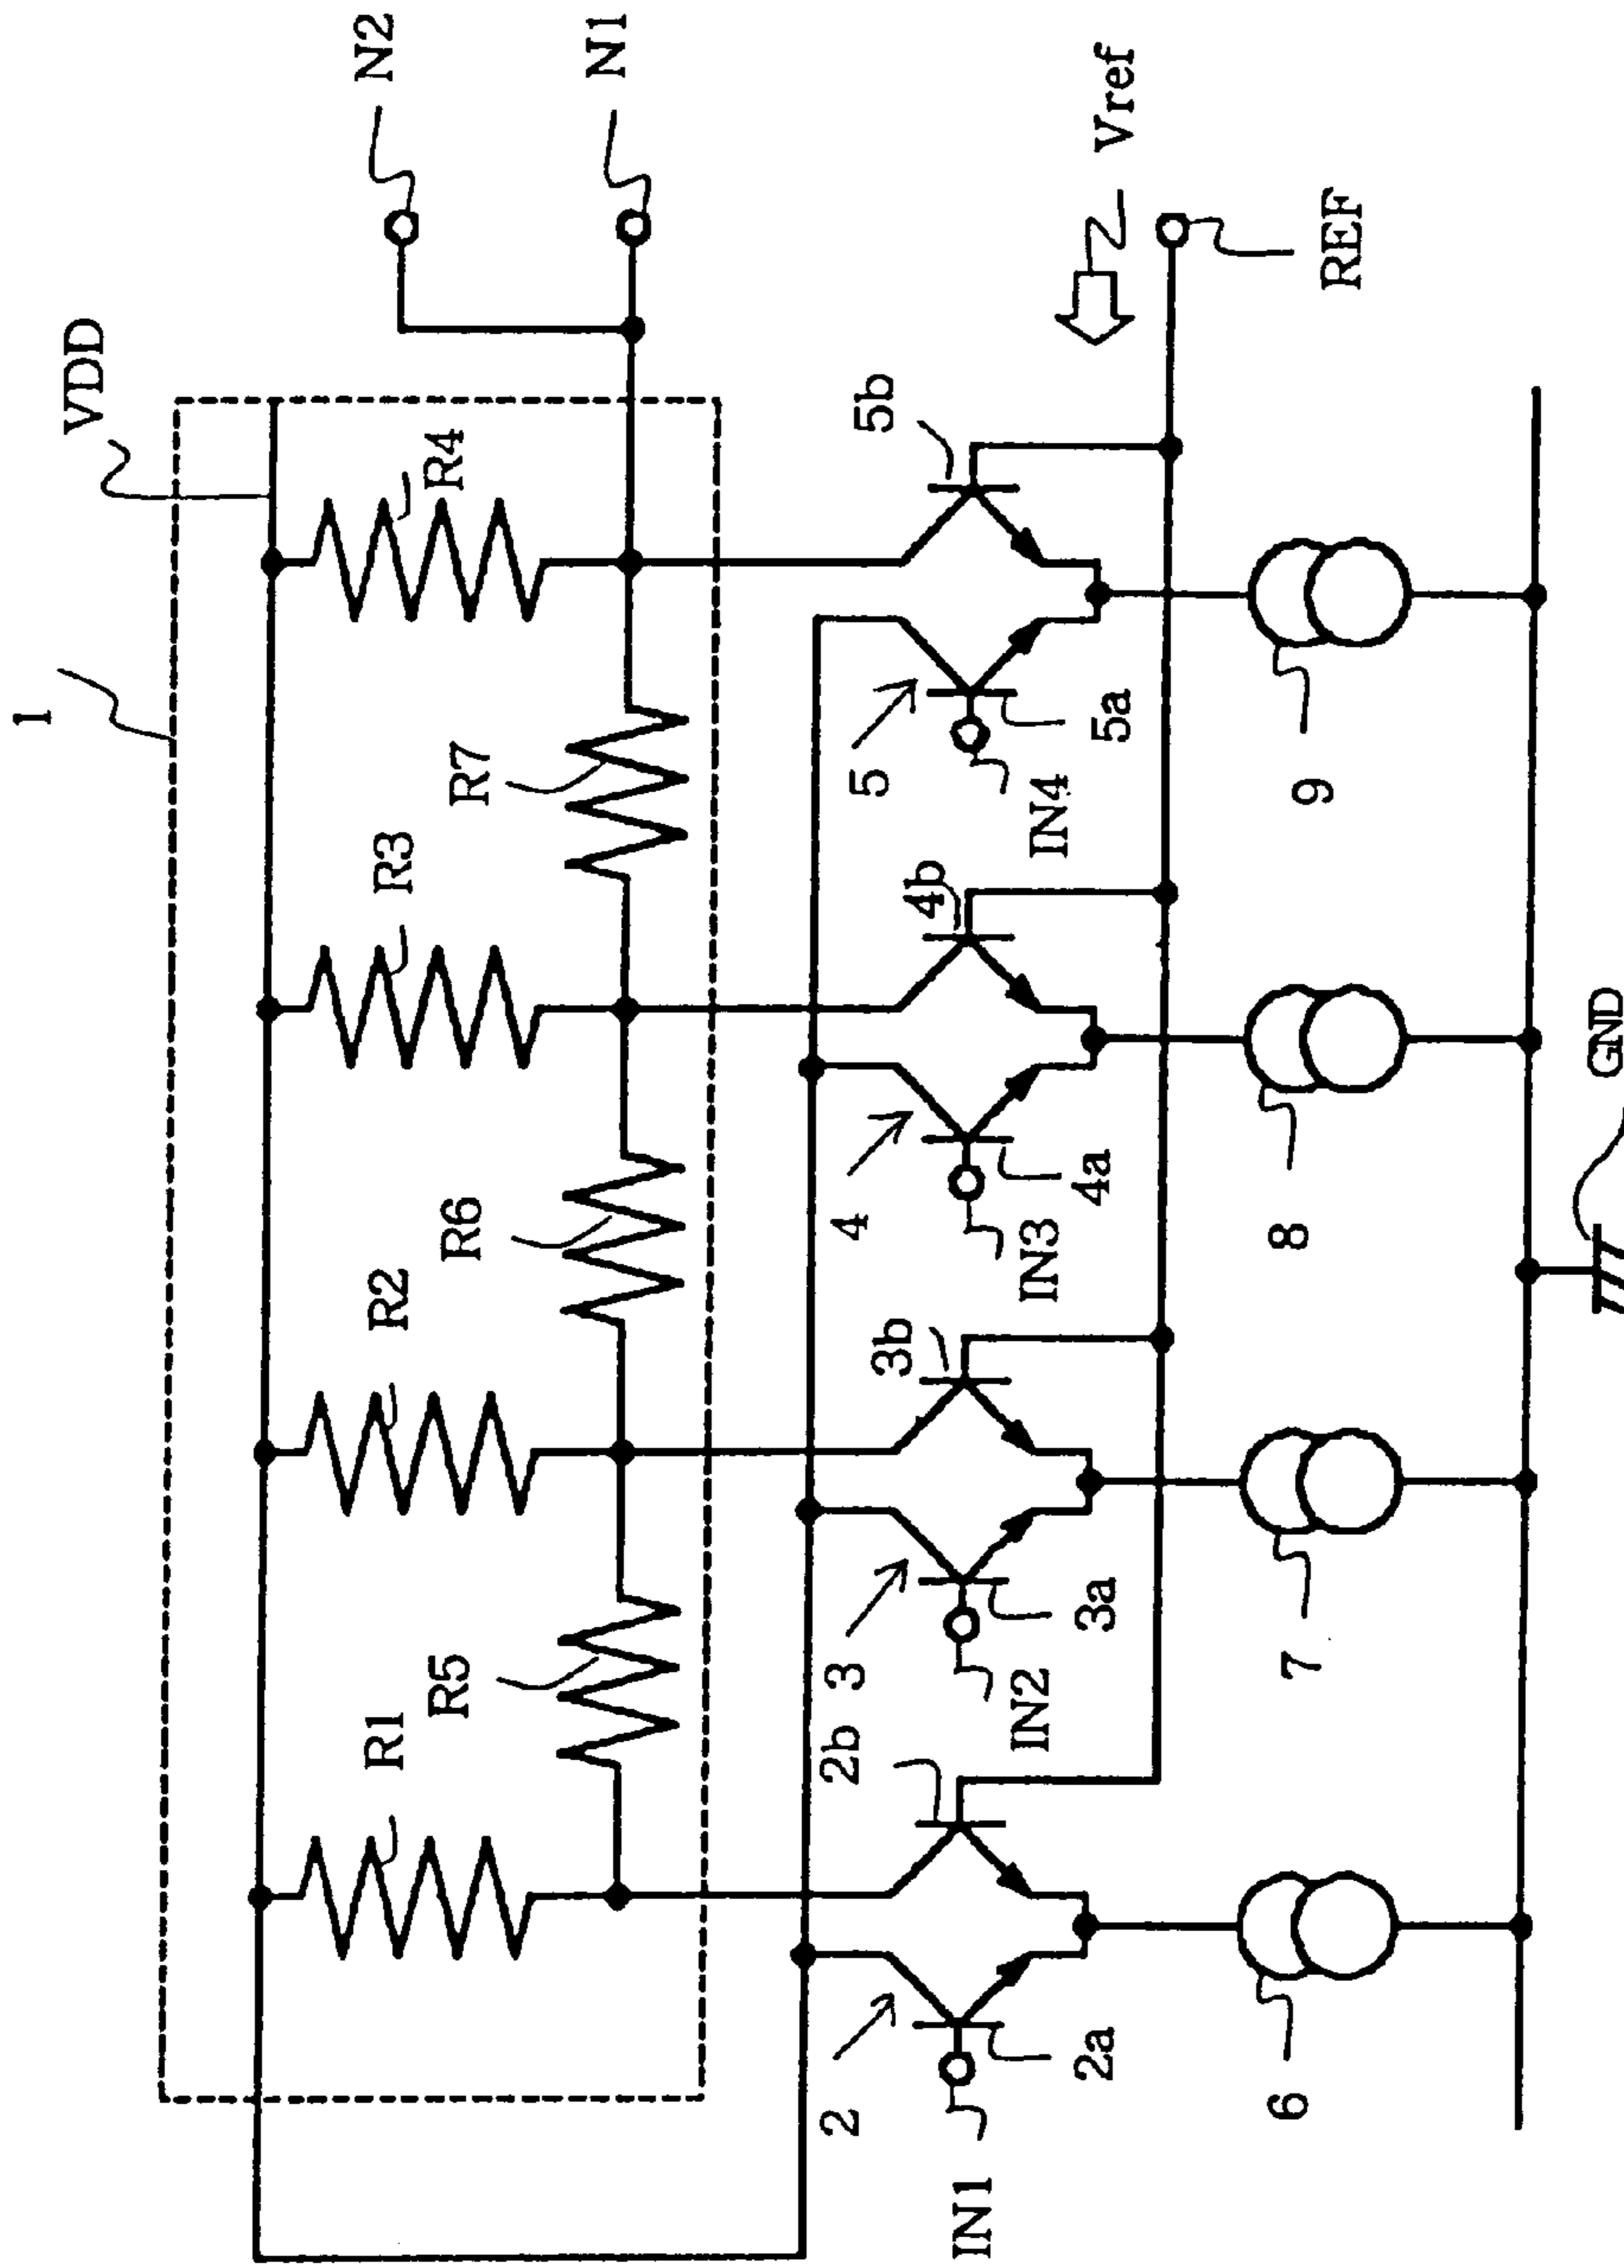 1
VDD
N2
N1
R1
R2
R3
R4
R5
R6
R7
Vref
REF
2
2a
2b
IN1
3
3a
3b
IN2
4
4a
4b
IN3
5
5a
5b
IN4
6
7
8
9
GND